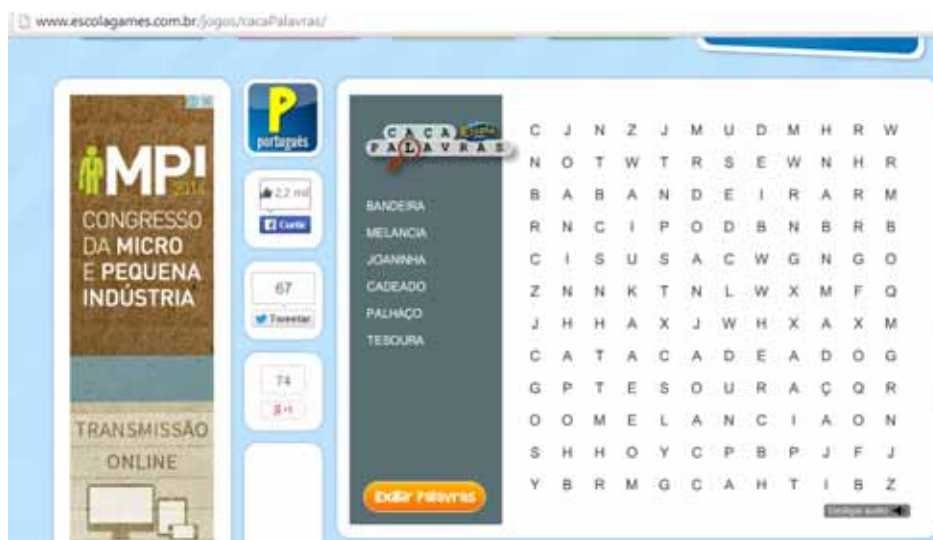 www.escolagames.com.br/jogos/cacaPalavras/
MPI
2014
CONGRESSO
DA MICRO
E PEQUENA
INDÚSTRIA
TRANSMISSÃO
ONLINE
P
português
2,2 mil
Curtir
67
Tweetar
74
g+1
CAÇA
PALAVRAS
BANDEIRA
MELANCIA
JOANINHA
CADEADO
PALHAÇO
TESOURA
Exibir Palavras
C J N Z J M U D M H R W
N O T W T R S E W N H R
B A B A N D E I R A R M
R N C I P O D B N B R B
C I S U S A C W G N G O
Z N N K T N L W X M F Q
J H H A X J W H X A X M
C A T A C A D E A D O G
G P T E S O U R A Ç Q R
O O M E L A N C I A O N
S H H O Y C P B P J F J
Y B R M G C A H T I B Z